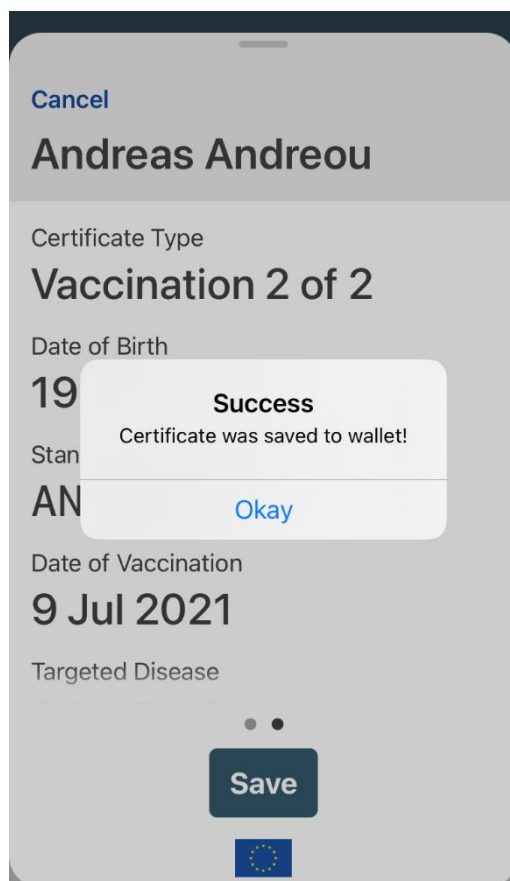 Cancel
Andreas Andreou
Certificate Type
Vaccination 2 of 2
Date of Birth
19
Success
Certificate was saved to wallet!
Stan
AN
Okay
Date of Vaccination
9 Jul 2021
Targeted Disease
Save